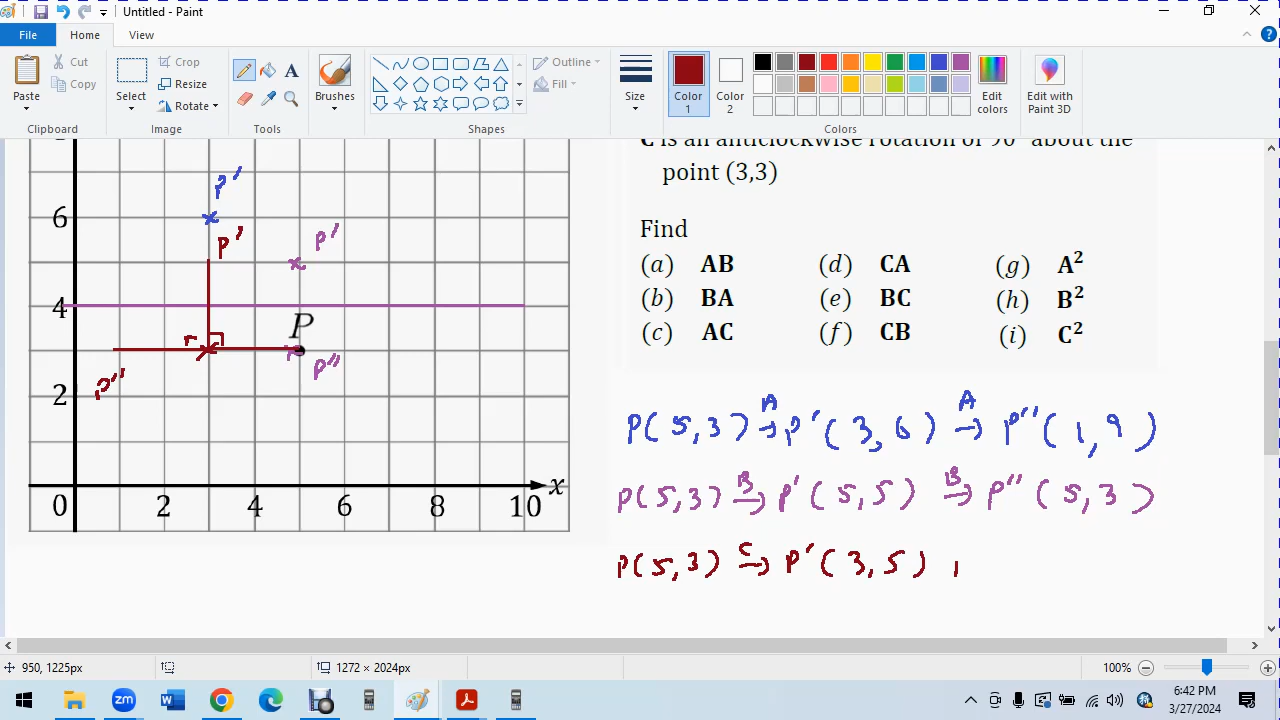 Untitled - Paint
File Home View
Cut
Copy
Paste
Crop
Resize
Select
Rotate
Brushes
Outline
Fill
Size
Color 1
Color 2
Edit colors
Edit with Paint 3D
Clipboard Image Tools Shapes Colors
C is an anticlockwise rotation of 90° about the
point (3,3)
Find
(a) AB (d) CA (g) A²
(b) BA (e) BC (h) B²
(c) AC (f) CB (i) C²
P'
6
P'
P'
4
P
P''
P''
2
0 2 4 6 8 10 x
P(5,3) A→ P'(3,6) A→ P''(1,9)
P(5,3) B→ P'(5,5) B→ P''(5,3)
P(5,3) C→ P'(3,5)
950, 1225px
1272 × 2024px
100%
zm
W
6:42 PM
3/27/2024